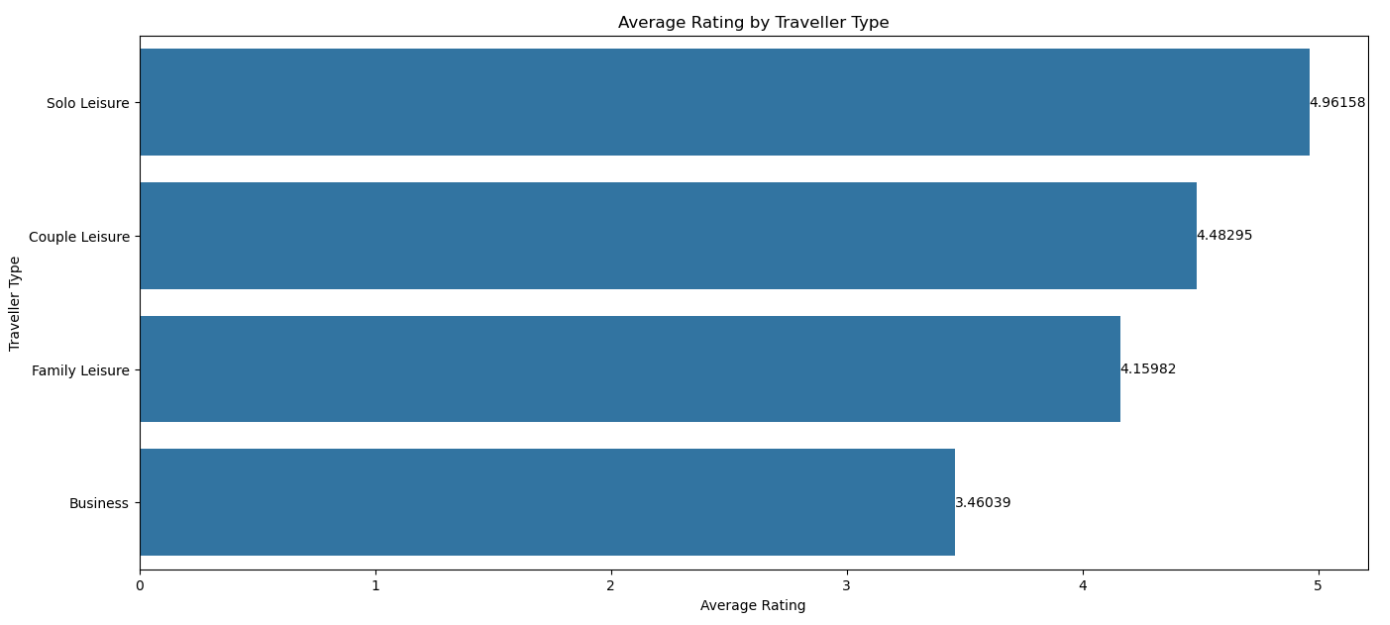 Average Rating by Traveller Type
Traveller Type
Solo Leisure
4.96158
Couple Leisure
4.48295
Family Leisure
4.15982
Business
3.46039
0 1 2 3 4 5
Average Rating